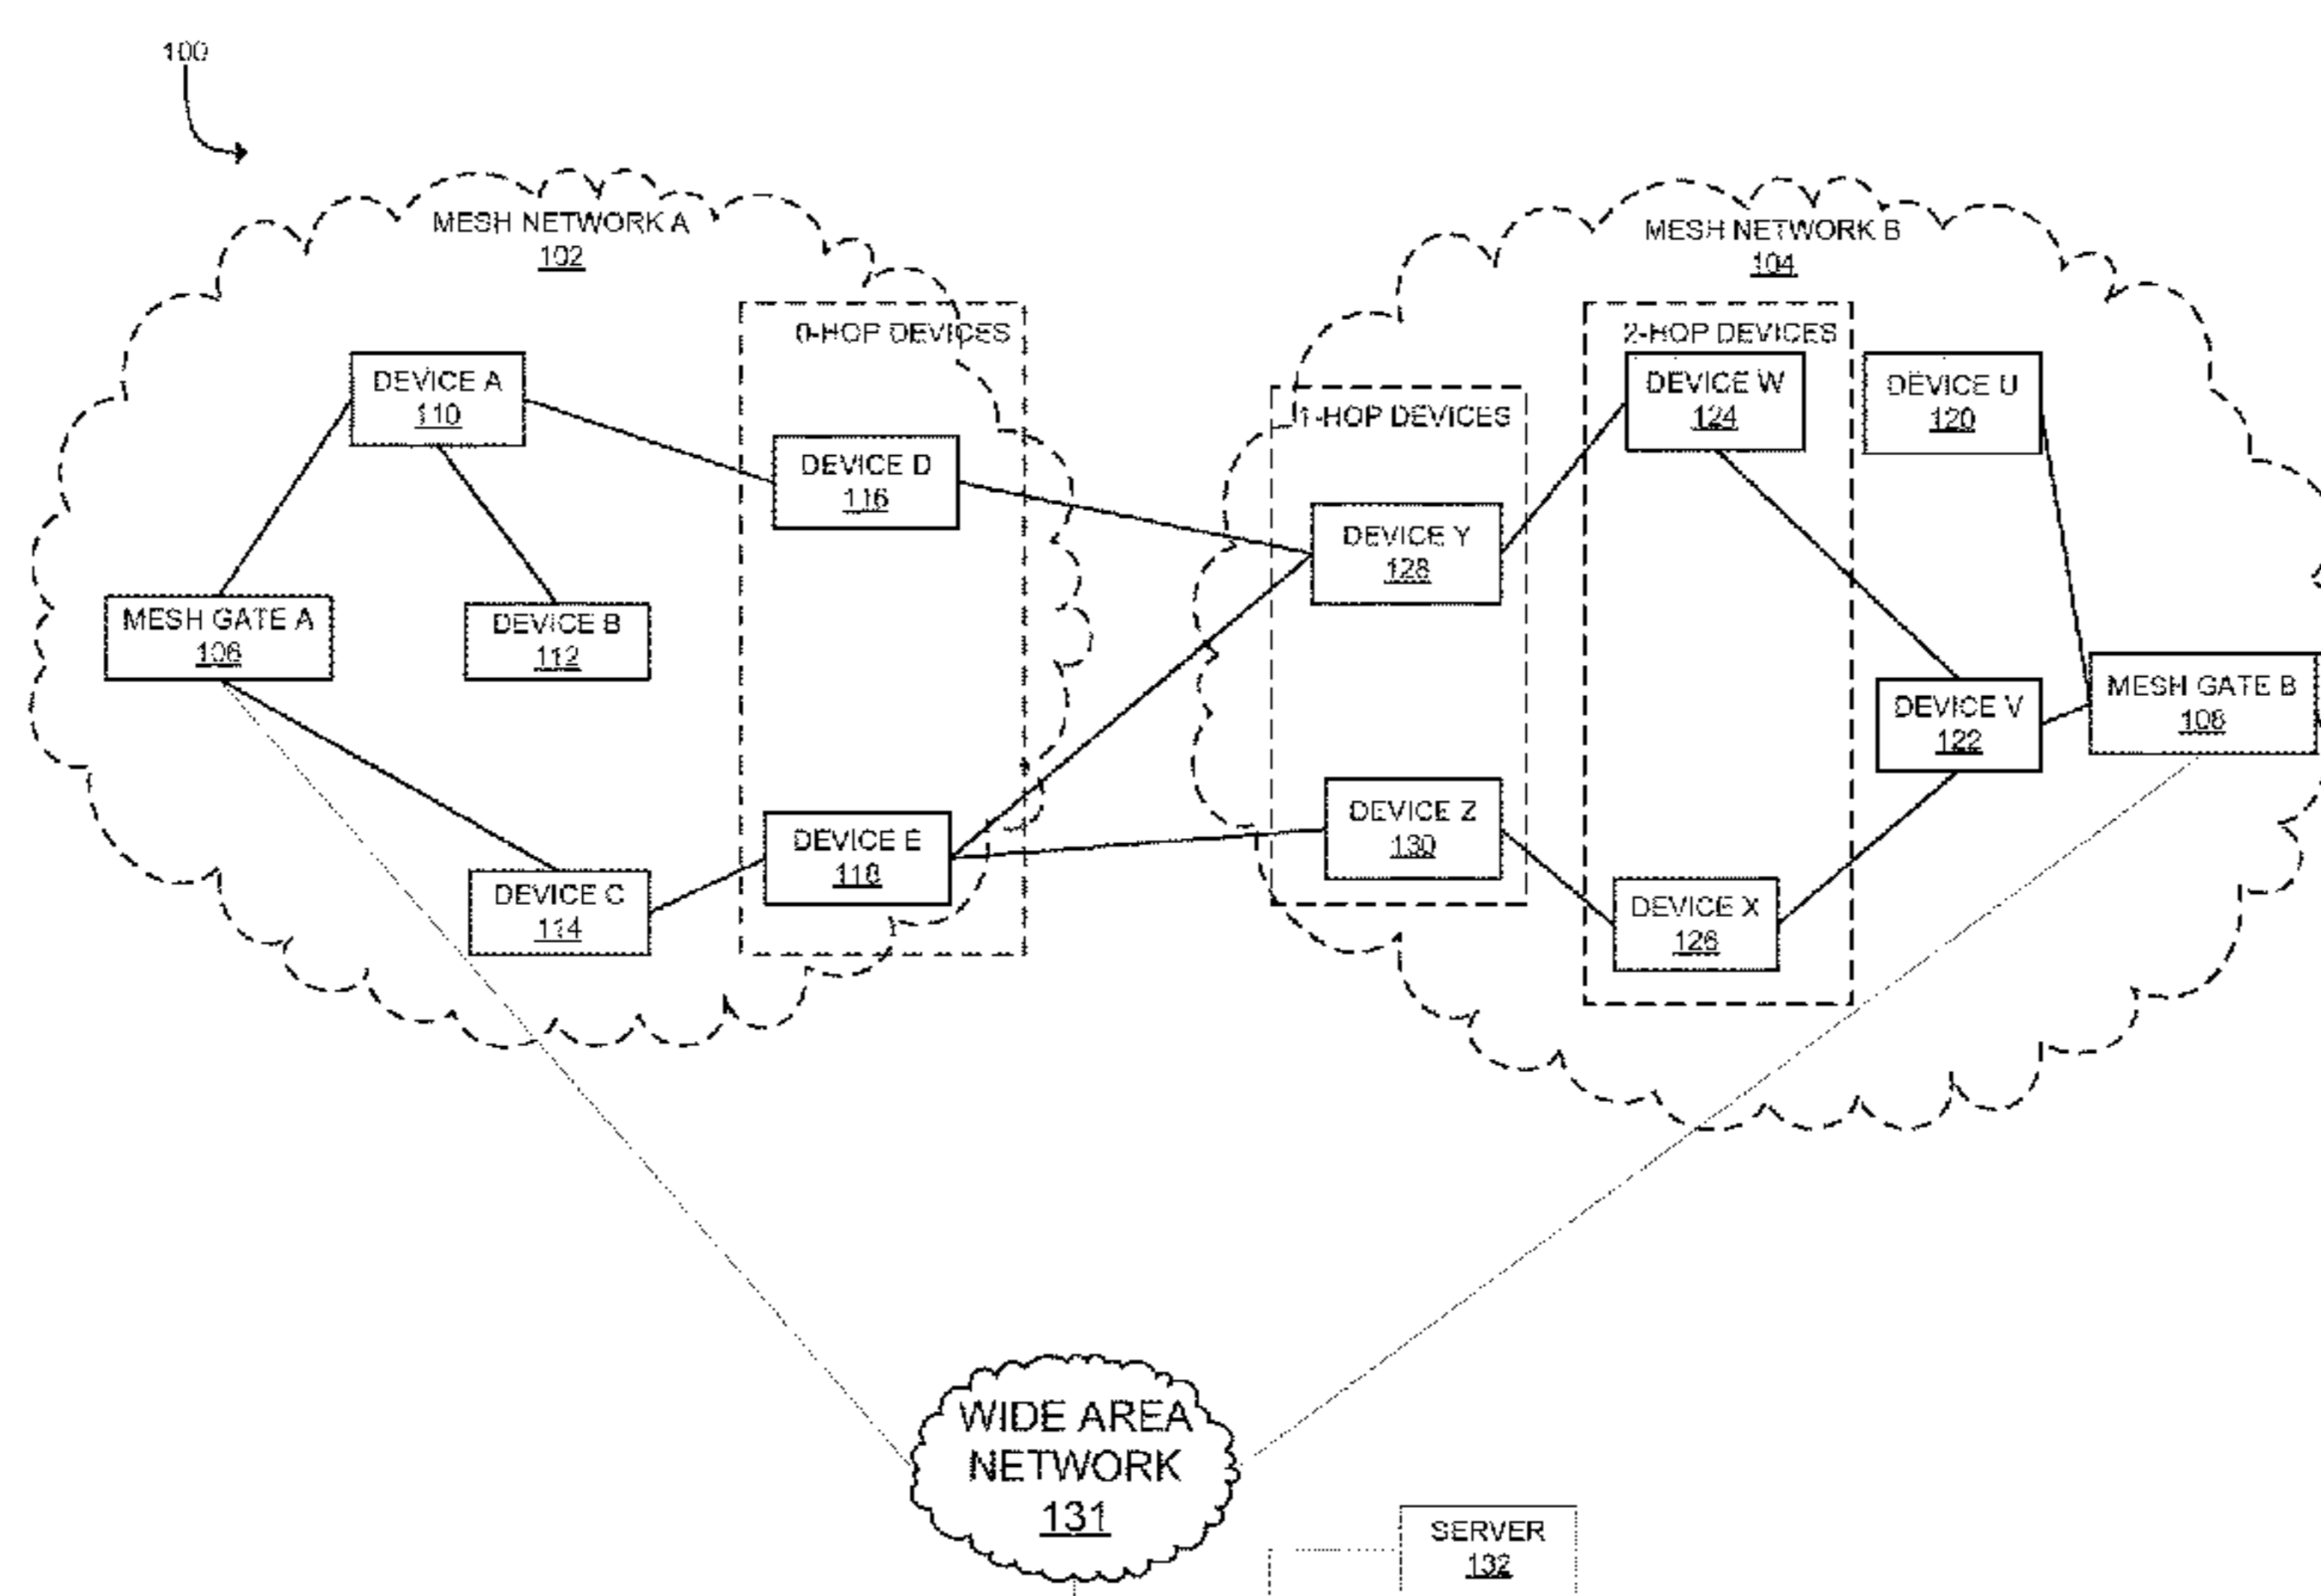 100
MESH NETWORK A
102
MESH NETWORK B
104
0-HOP DEVICES
2-HOP DEVICES
DEVICE A
110
DEVICE W
124
DEVICE U
120
1-HOP DEVICES
DEVICE D
116
DEVICE Y
128
MESH GATE A
106
DEVICE B
112
MESH GATE B
108
DEVICE V
122
DEVICE Z
130
DEVICE E
118
DEVICE C
114
DEVICE X
126
WIDE AREA
NETWORK
131
SERVER
132